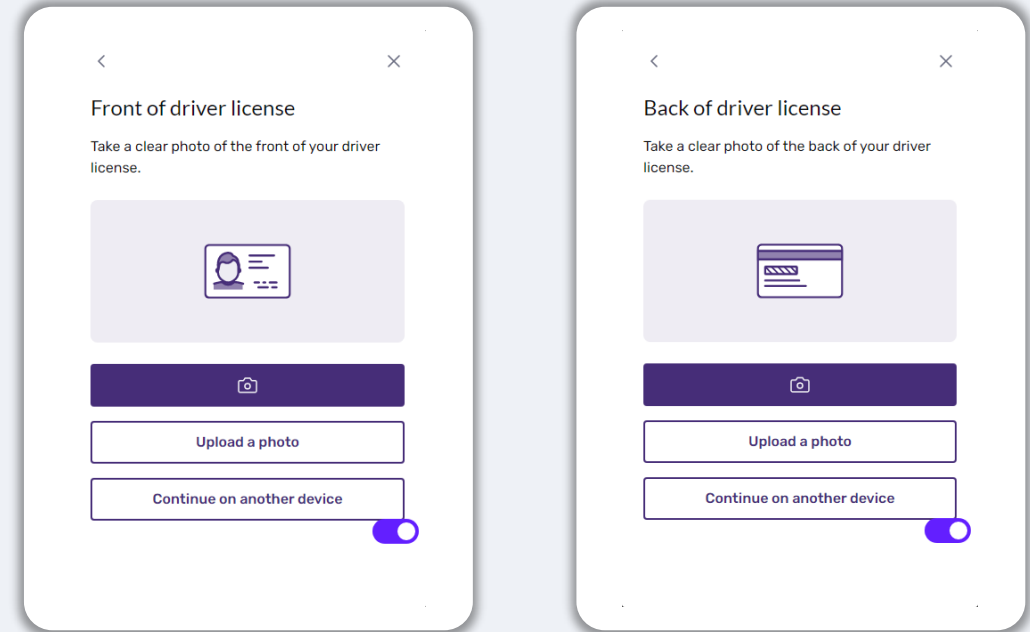 Front of driver license
Take a clear photo of the front of your driver
license.
Upload a photo
Continue on another device
Back of driver license
Take a clear photo of the back of your driver
license.
Upload a photo
Continue on another device